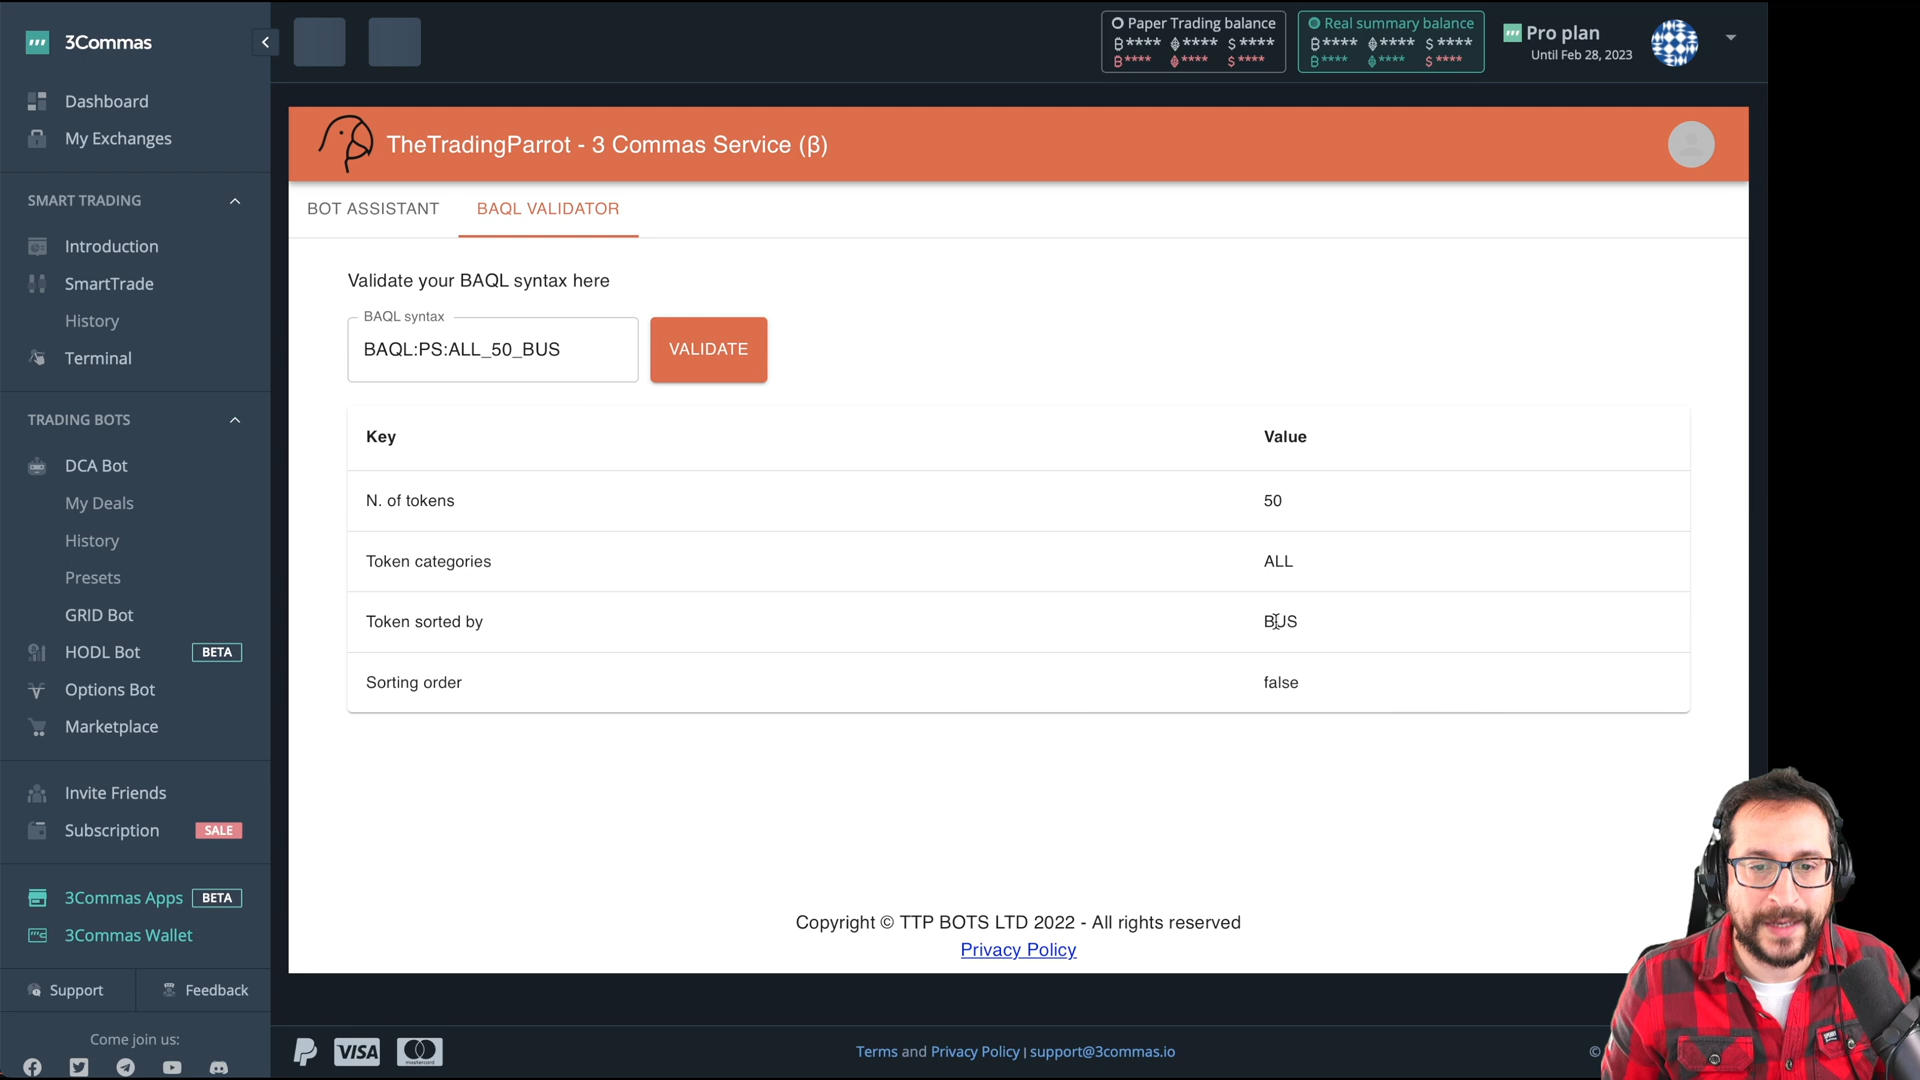 3Commas
Paper Trading balance
₿**** **** $ ****
₿**** **** $ ****
Real summary balance
₿**** **** $ ****
₿**** **** $ ****
Pro plan
Until Feb 28, 2023
Dashboard
My Exchanges
SMART TRADING
Introduction
SmartTrade
History
Terminal
TRADING BOTS
DCA Bot
My Deals
History
Presets
GRID Bot
HODL Bot BETA
Options Bot
Marketplace
Invite Friends
Subscription SALE
3Commas Apps BETA
3Commas Wallet
Support Feedback
Come join us:
TheTradingParrot - 3 Commas Service (β)
BOT ASSISTANT BAQL VALIDATOR
Validate your BAQL syntax here
BAQL syntax
BAQL:PS:ALL_50_BUS VALIDATE
Key Value
N. of tokens 50
Token categories ALL
Token sorted by BUS
Sorting order false
Copyright © TTP BOTS LTD 2022 - All rights reserved
Privacy Policy
VISA
Terms and Privacy Policy | support@3commas.io
©